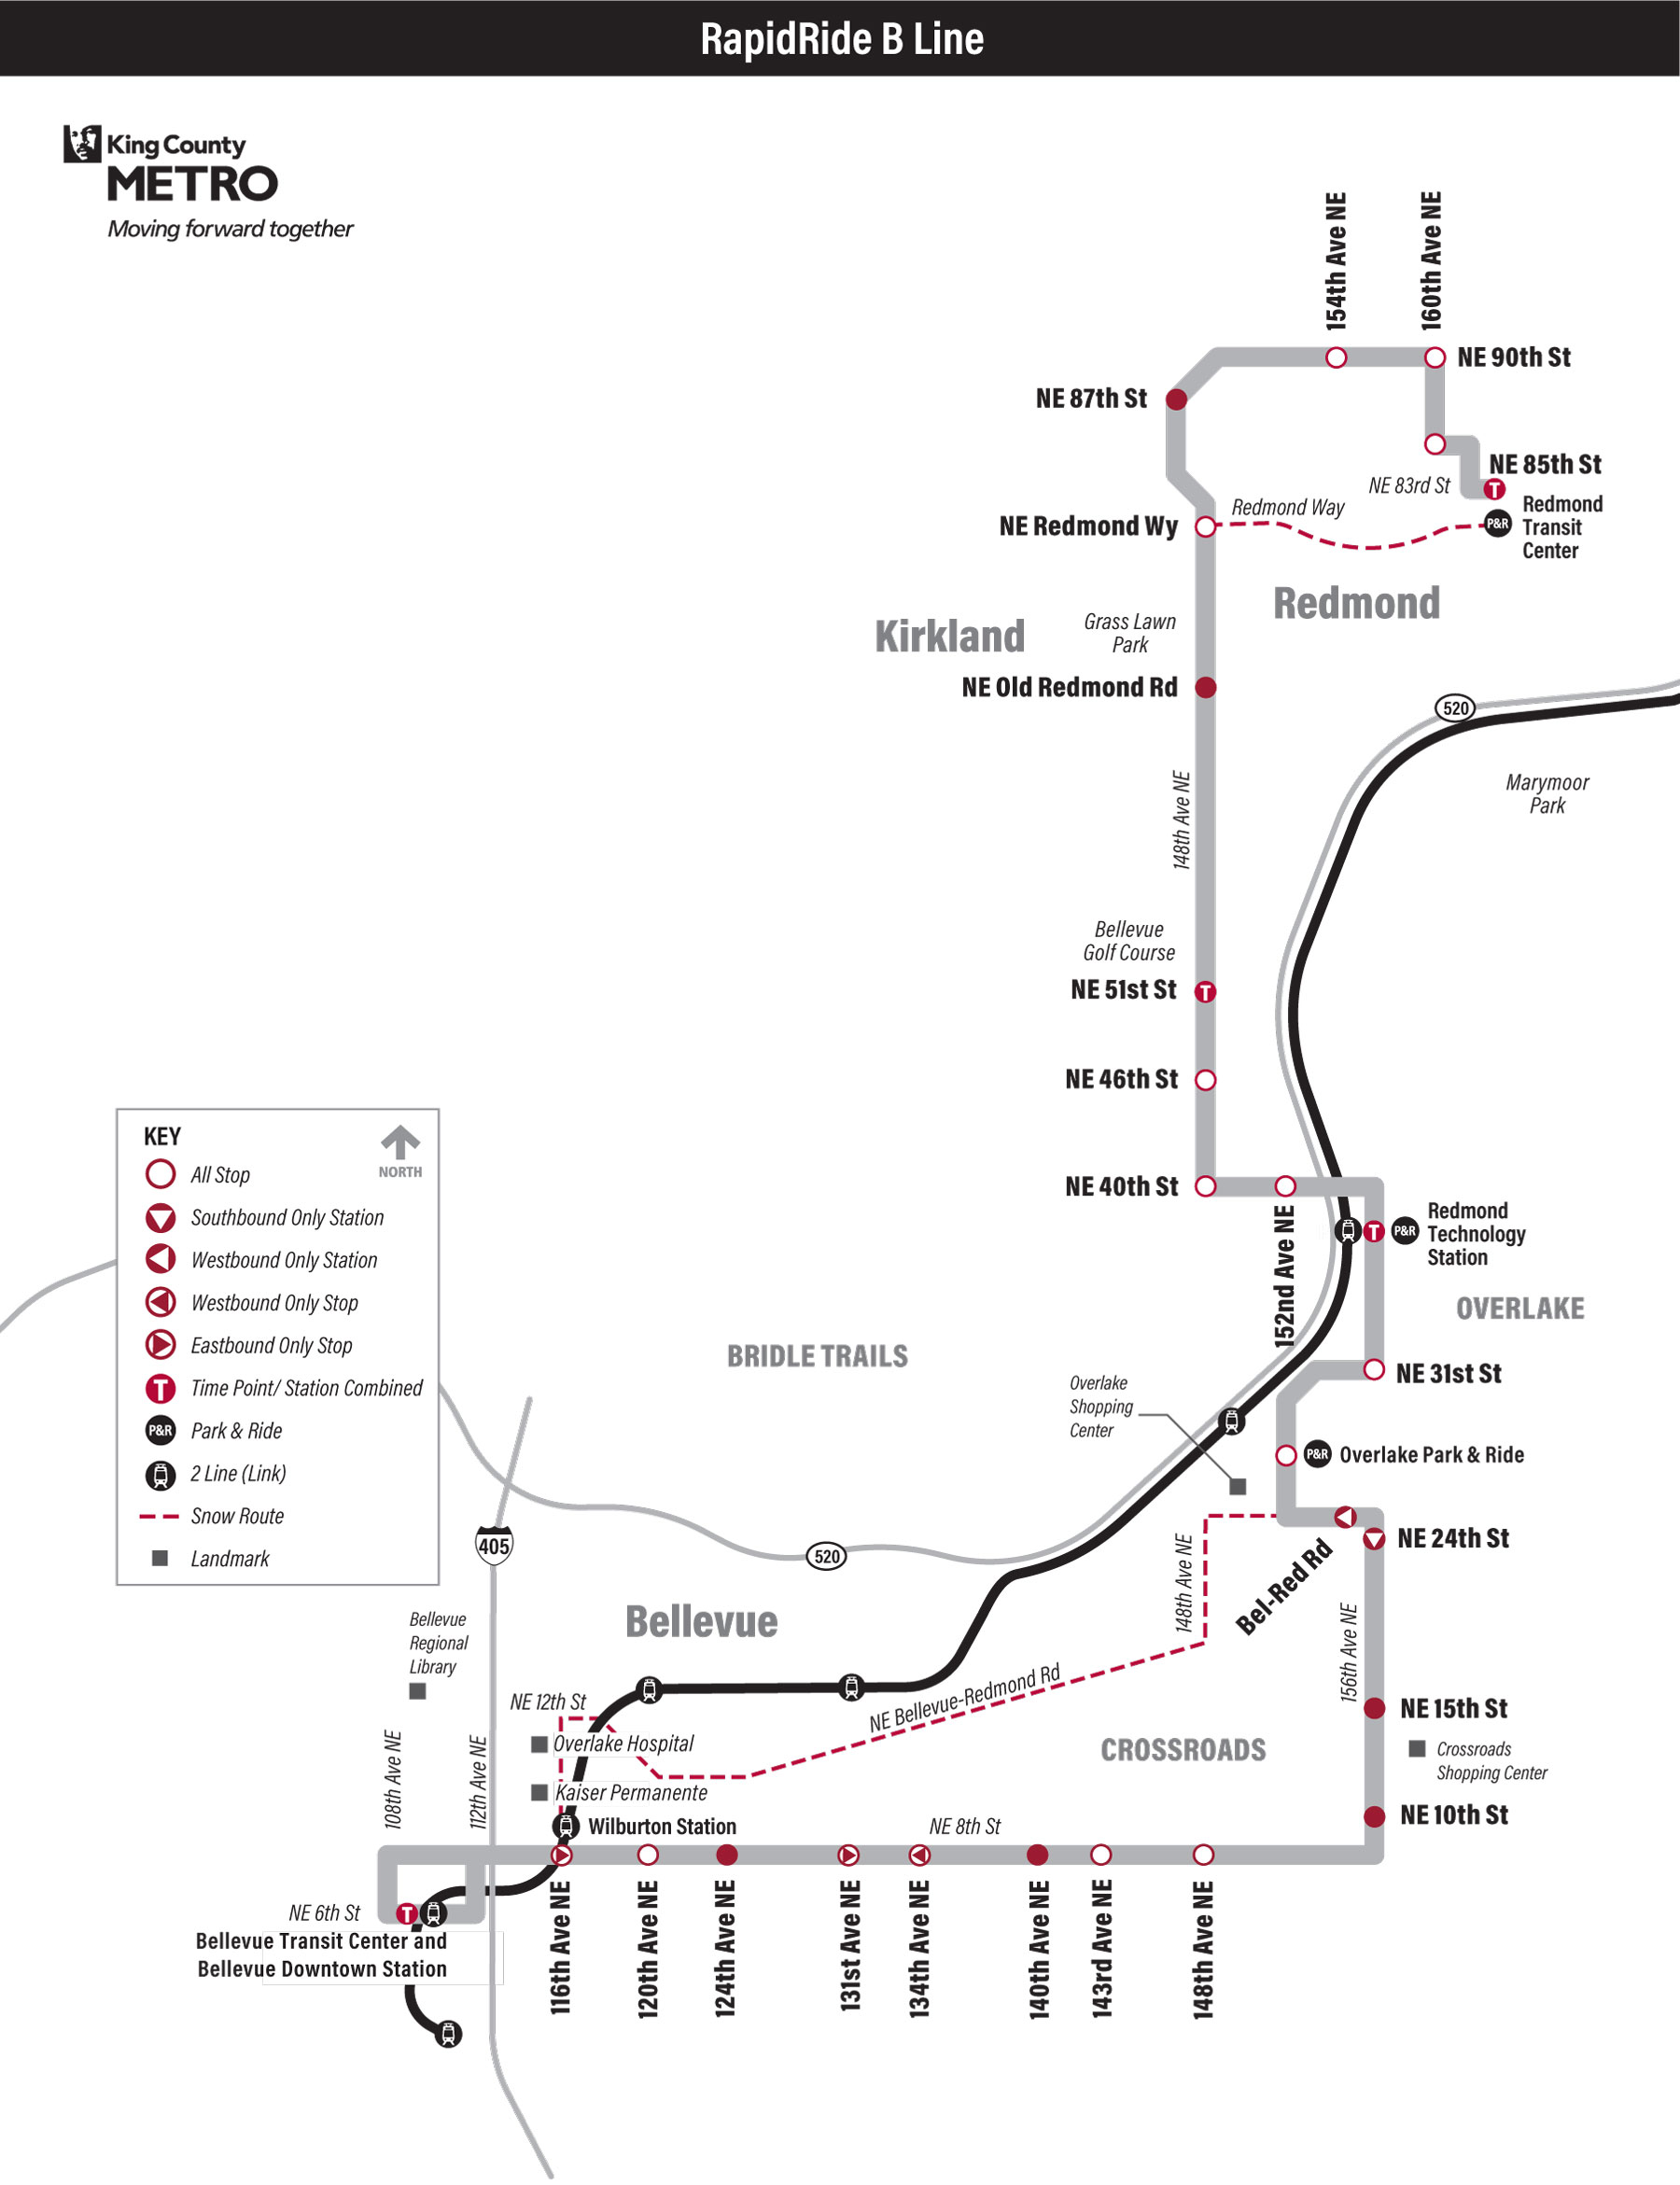 RapidRide B Line
King County
METRO
Moving forward together
154th Ave NE
160th Ave NE
NE 90th St
NE 87th St
NE 85th St
NE 83rd St
T
Redmond
Transit
Center
P&R
Redmond Way
NE Redmond Wy
Redmond
Kirkland
Grass Lawn
Park
NE Old Redmond Rd
520
Marymoor
Park
148th Ave NE
Bellevue
Golf Course
NE 51st St
T
NE 46th St
NE 40th St
152nd Ave NE
T
P&R
Redmond
Technology
Station
OVERLAKE
NE 31st St
BRIDLE TRAILS
Overlake
Shopping
Center
P&R
Overlake Park & Ride
KEY
NORTH
All Stop
Southbound Only Station
Westbound Only Station
Westbound Only Stop
Eastbound Only Stop
T
Time Point/ Station Combined
P&R
Park & Ride
2 Line (Link)
Snow Route
Landmark
405
520
NE 24th St
Bel-Red Rd
148th Ave NE
156th Ave NE
Bellevue
Bellevue
Regional
Library
NE 12th St
NE Bellevue-Redmond Rd
NE 15th St
Overlake Hospital
CROSSROADS
Crossroads
Shopping Center
Kaiser Permanente
108th Ave NE
112th Ave NE
Wilburton Station
NE 8th St
NE 10th St
NE 6th St
T
Bellevue Transit Center and
Bellevue Downtown Station
116th Ave NE
120th Ave NE
124th Ave NE
131st Ave NE
134th Ave NE
140th Ave NE
143rd Ave NE
148th Ave NE